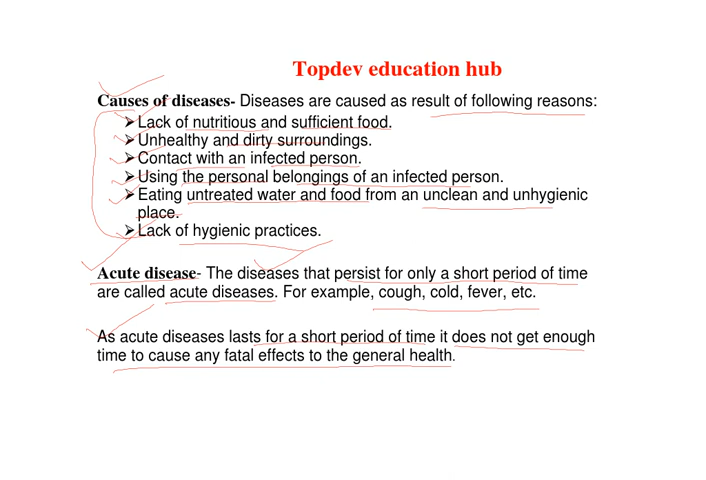 Topdev education hub
Causes of diseases- Diseases are caused as result of following reasons:
➢Lack of nutritious and sufficient food.
➢Unhealthy and dirty surroundings.
➢Contact with an infected person.
➢Using the personal belongings of an infected person.
➢Eating untreated water and food from an unclean and unhygienic
place.
➢Lack of hygienic practices.
Acute disease- The diseases that persist for only a short period of time
are called acute diseases. For example, cough, cold, fever, etc.
As acute diseases lasts for a short period of time it does not get enough
time to cause any fatal effects to the general health.